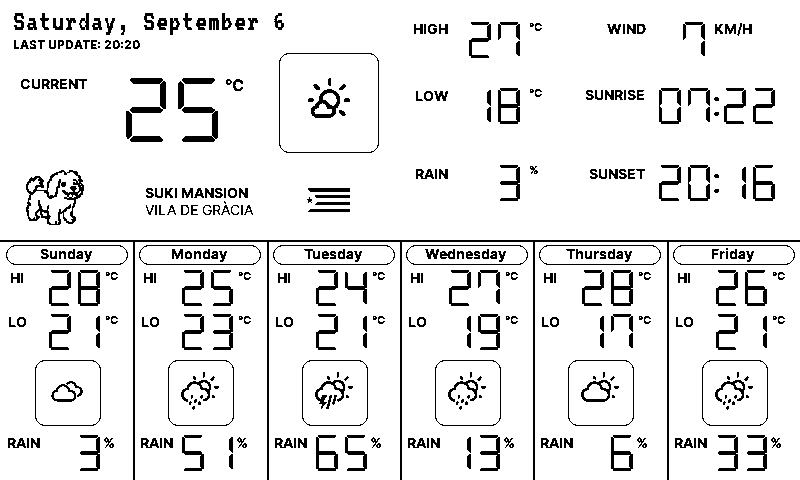 Saturday, September 6
LAST UPDATE: 20:20
CURRENT 25 °C
HIGH 27 °C
WIND 7 KM/H
LOW 18 °C
SUNRISE 07:22
RAIN 3 %
SUNSET 20:16
SUKI MANSION
VILA DE GRÀCIA
Sunday
HI 28 °C
LO 21 °C
RAIN 3 %
Monday
HI 25 °C
LO 23 °C
RAIN 51 %
Tuesday
HI 24 °C
LO 21 °C
RAIN 65 %
Wednesday
HI 27 °C
LO 19 °C
RAIN 13 %
Thursday
HI 28 °C
LO 17 °C
RAIN 6 %
Friday
HI 26 °C
LO 21 °C
RAIN 33 %